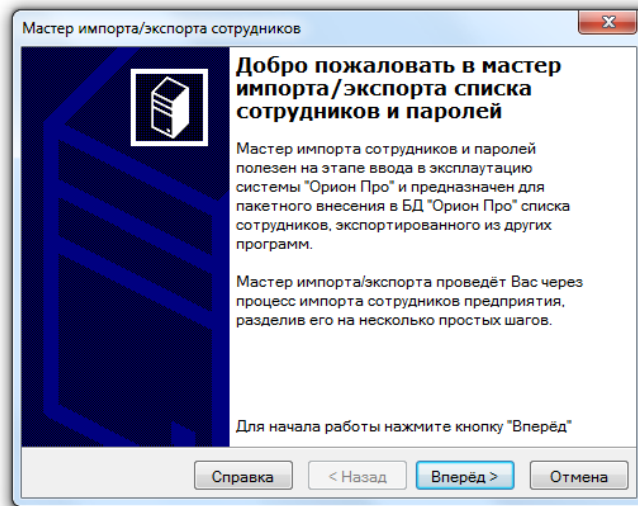 Мастер импорта/экспорта сотрудников
Добро пожаловать в мастер
импорта/экспорта списка
сотрудников и паролей
Мастер импорта сотрудников и паролей
полезен на этапе ввода в эксплаутацию
системы "Орион Про" и предназначен для
пакетного внесения в БД "Орион Про" списка
сотрудников, экспортированного из других
программ.
Мастер импорта/экспорта проведёт Вас через
процесс импорта сотрудников предприятия,
разделив его на несколько простых шагов.
Для начала работы нажмите кнопку "Вперёд"
Справка < Назад Вперёд > Отмена